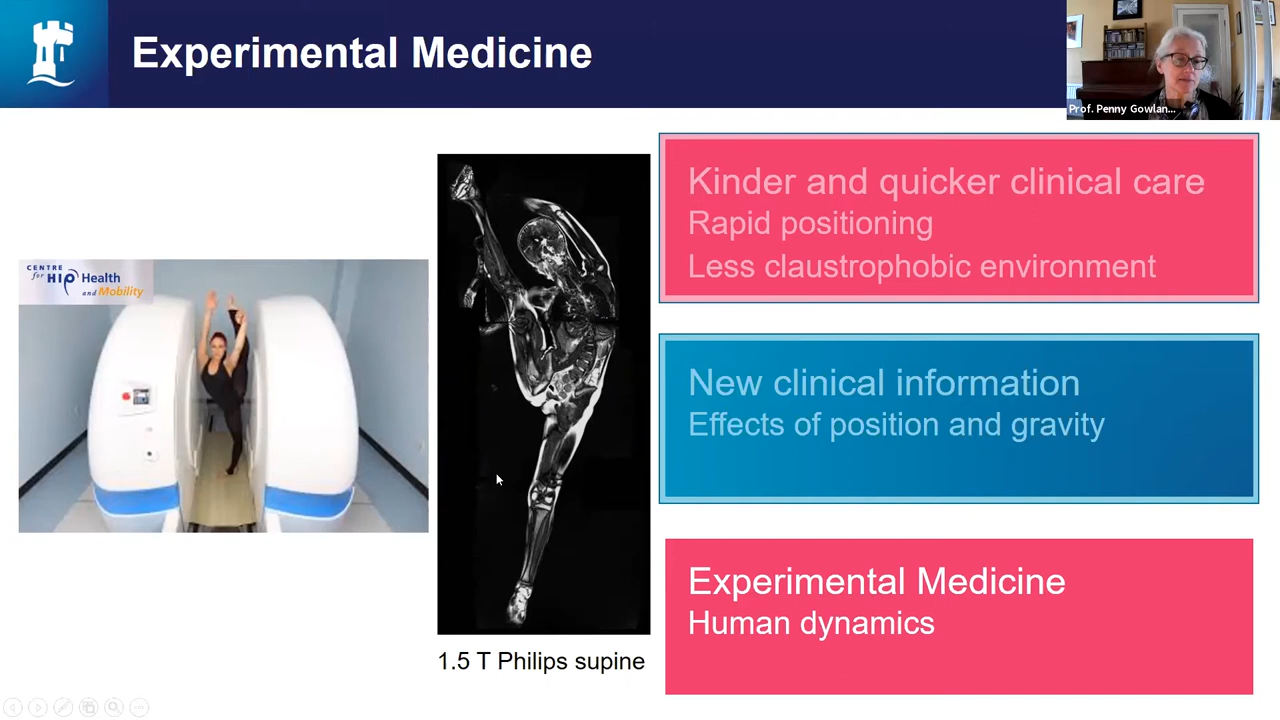 Experimental Medicine
Prof. Penny Gowlan...
CENTRE
for HIP Health
and Mobility
1.5 T Philips supine
Kinder and quicker clinical care
Rapid positioning
Less claustrophobic environment
New clinical information
Effects of position and gravity
Experimental Medicine
Human dynamics